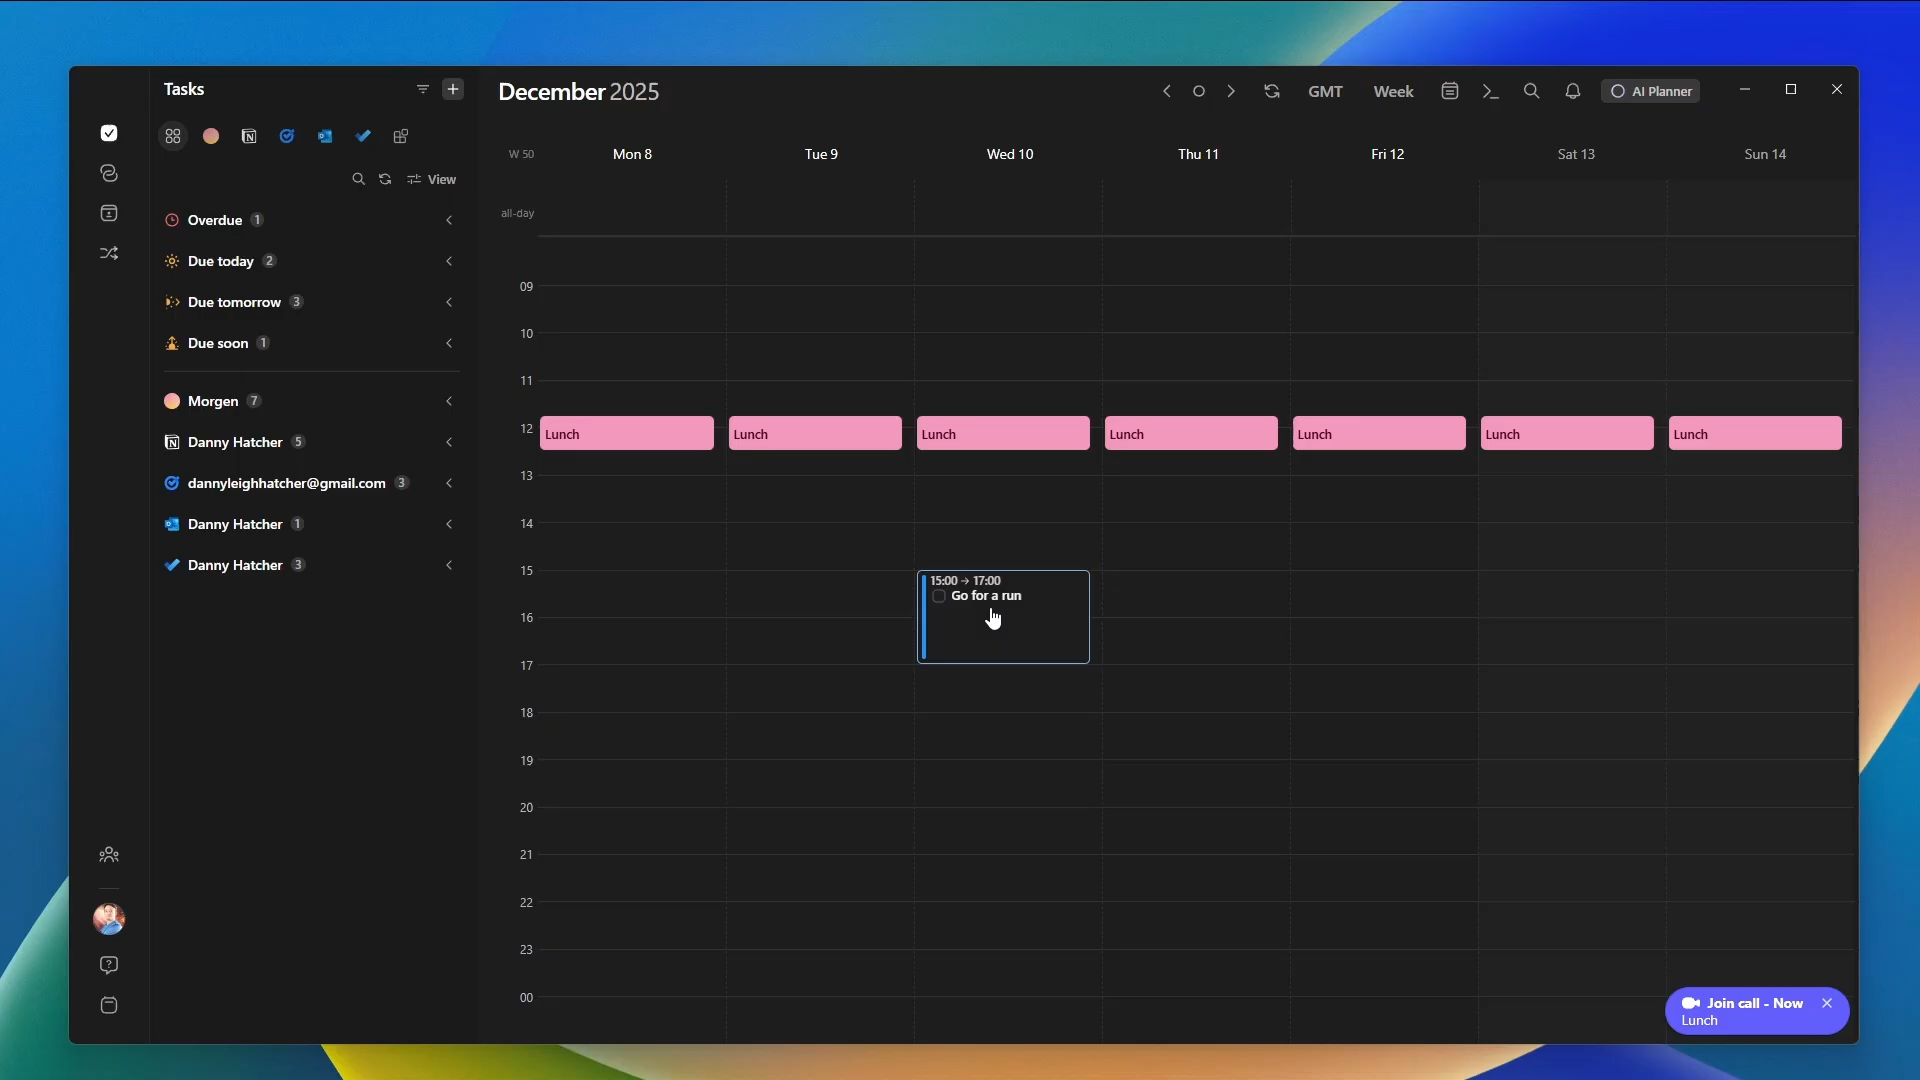 Tasks
December 2025
GMT
Week
AI Planner
W 50
Mon 8
Tue 9
Wed 10
Thu 11
Fri 12
Sat 13
Sun 14
View
all-day
Overdue 1
Due today 2
Due tomorrow 3
Due soon 1
Morgen 7
Danny Hatcher 5
dannyleighhatcher@gmail.com 3
Danny Hatcher 1
Danny Hatcher 3
09
10
11
12
Lunch
Lunch
Lunch
Lunch
Lunch
Lunch
Lunch
13
14
15
15:00 → 17:00
Go for a run
16
17
18
19
20
21
22
23
00
Join call - Now
Lunch